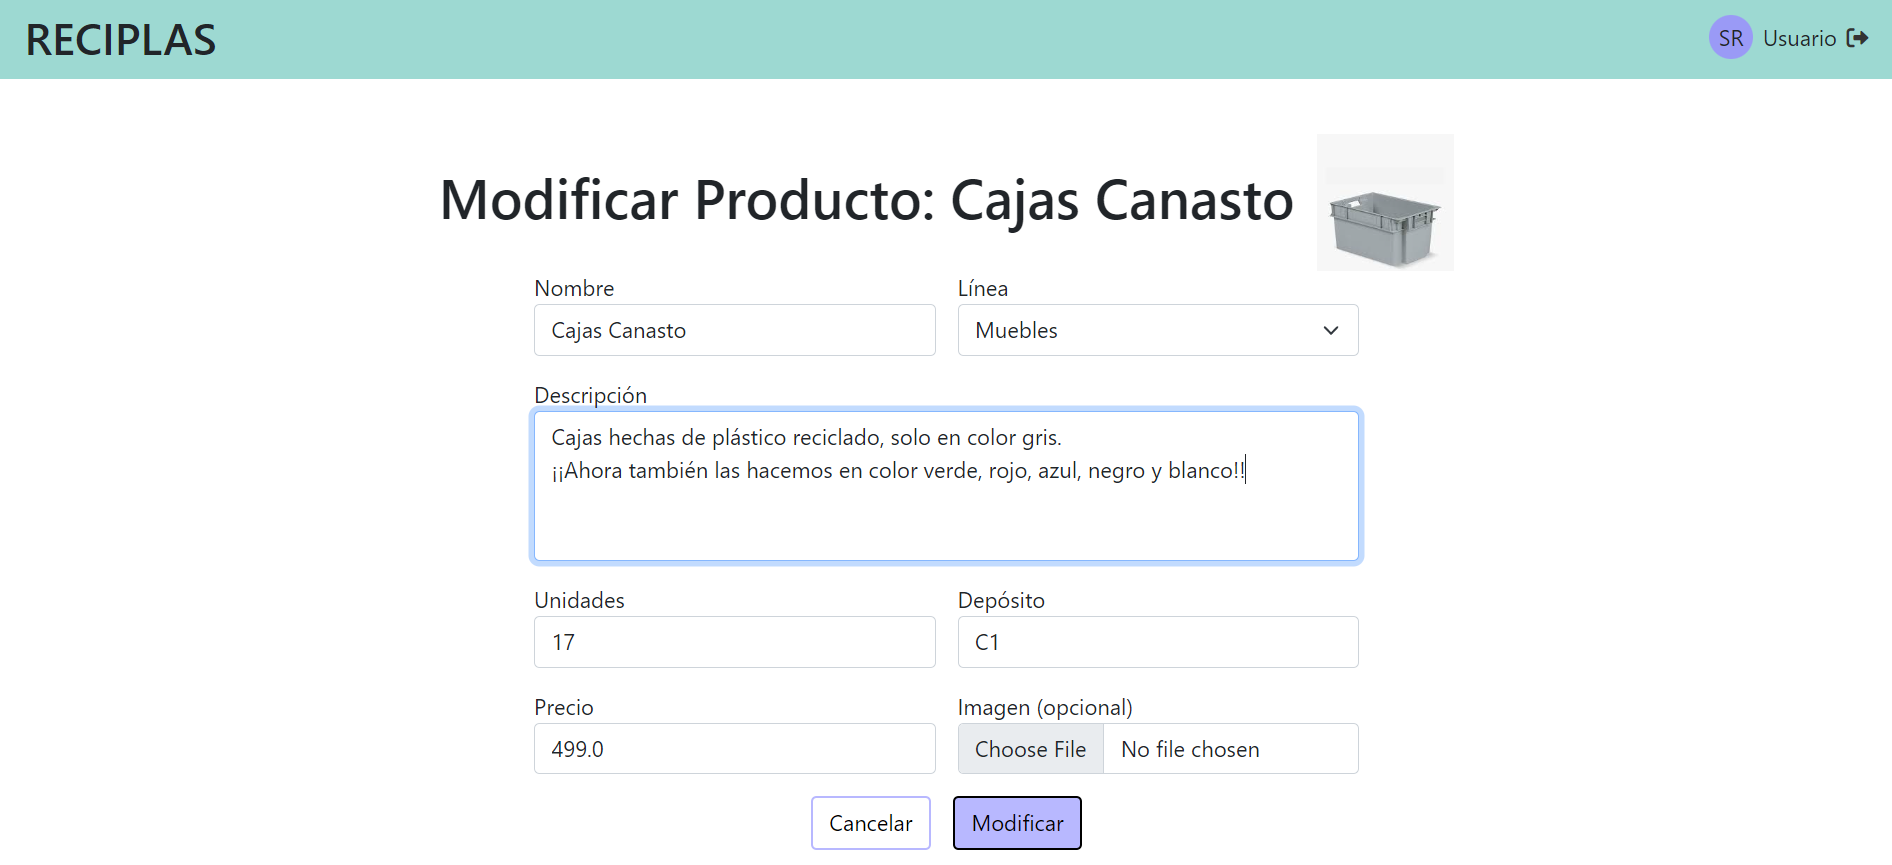 RECIPLAS
SR Usuario
Modificar Producto: Cajas Canasto
Nombre
Línea
Cajas Canasto
Muebles
Descripción
Cajas hechas de plástico reciclado, solo en color gris.
¡¡Ahora también las hacemos en color verde, rojo, azul, negro y blanco!!
Unidades
Depósito
17
C1
Precio
Imagen (opcional)
499.0
Choose File No file chosen
Cancelar
Modificar